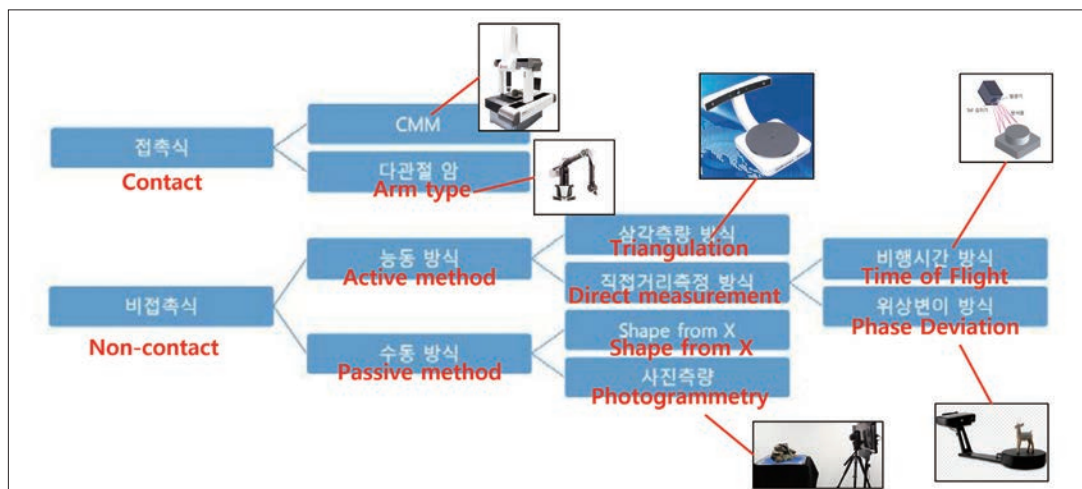 접촉식
Contact
CMM
다관절 암
Arm type
비접촉식
Non-contact
능동 방식
Active method
수동 방식
Passive method
삼각측량 방식
Triangulation
직접거리측정 방식
Direct measurement
Shape from X
Shape from X
사진측량
Photogrammetry
비행시간 방식
Time of Flight
위상변이 방식
Phase Deviation